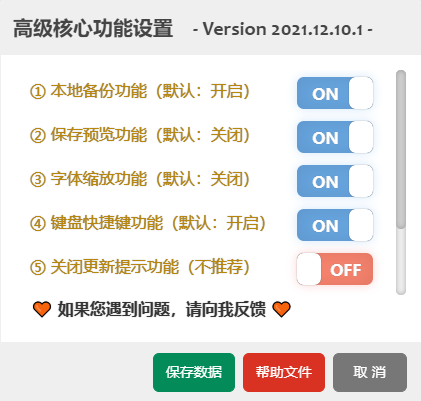 高级核心功能设置 - Version 2021.12.10.1 -
① 本地备份功能（默认：开启） ON
② 保存预览功能（默认：关闭） ON
③ 字体缩放功能（默认：关闭） ON
④ 键盘快捷键功能（默认：开启） ON
⑤ 关闭更新提示功能（不推荐） OFF
🧡 如果您遇到问题，请向我反馈 🧡
保存数据 帮助文件 取 消